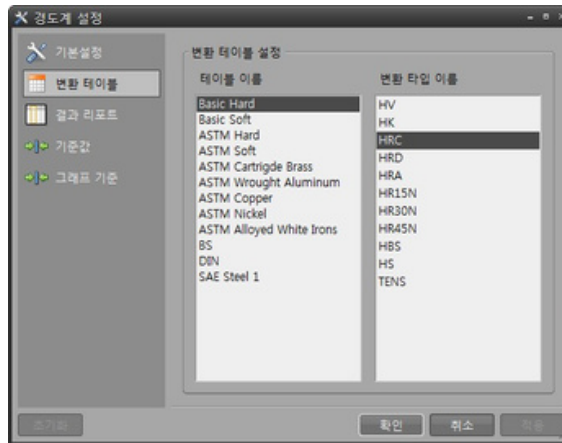 경도계 설정
기본설정
변환 테이블
결과 리포트
기준값
그래프 기준
변환 테이블 설정
테이블 이름
Basic Hard
Basic Soft
ASTM Hard
ASTM Soft
ASTM Cartrigde Brass
ASTM Wrought Aluminum
ASTM Copper
ASTM Nickel
ASTM Alloyed White Irons
BS
DIN
SAE Steel 1
변환 타입 이름
HV
HK
HRC
HRD
HRA
HR15N
HR30N
HR45N
HBS
HS
TENS
초기화
확인
취소
적용